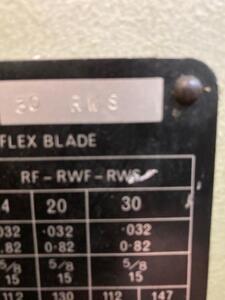 30 RWS
FLEX BLADE
RF-RWF-RWS
4 20 30
032 ·032 ·032
.82 0·82 0·82
5/8 5/8 5/8
15 15 15
112 130 112 147